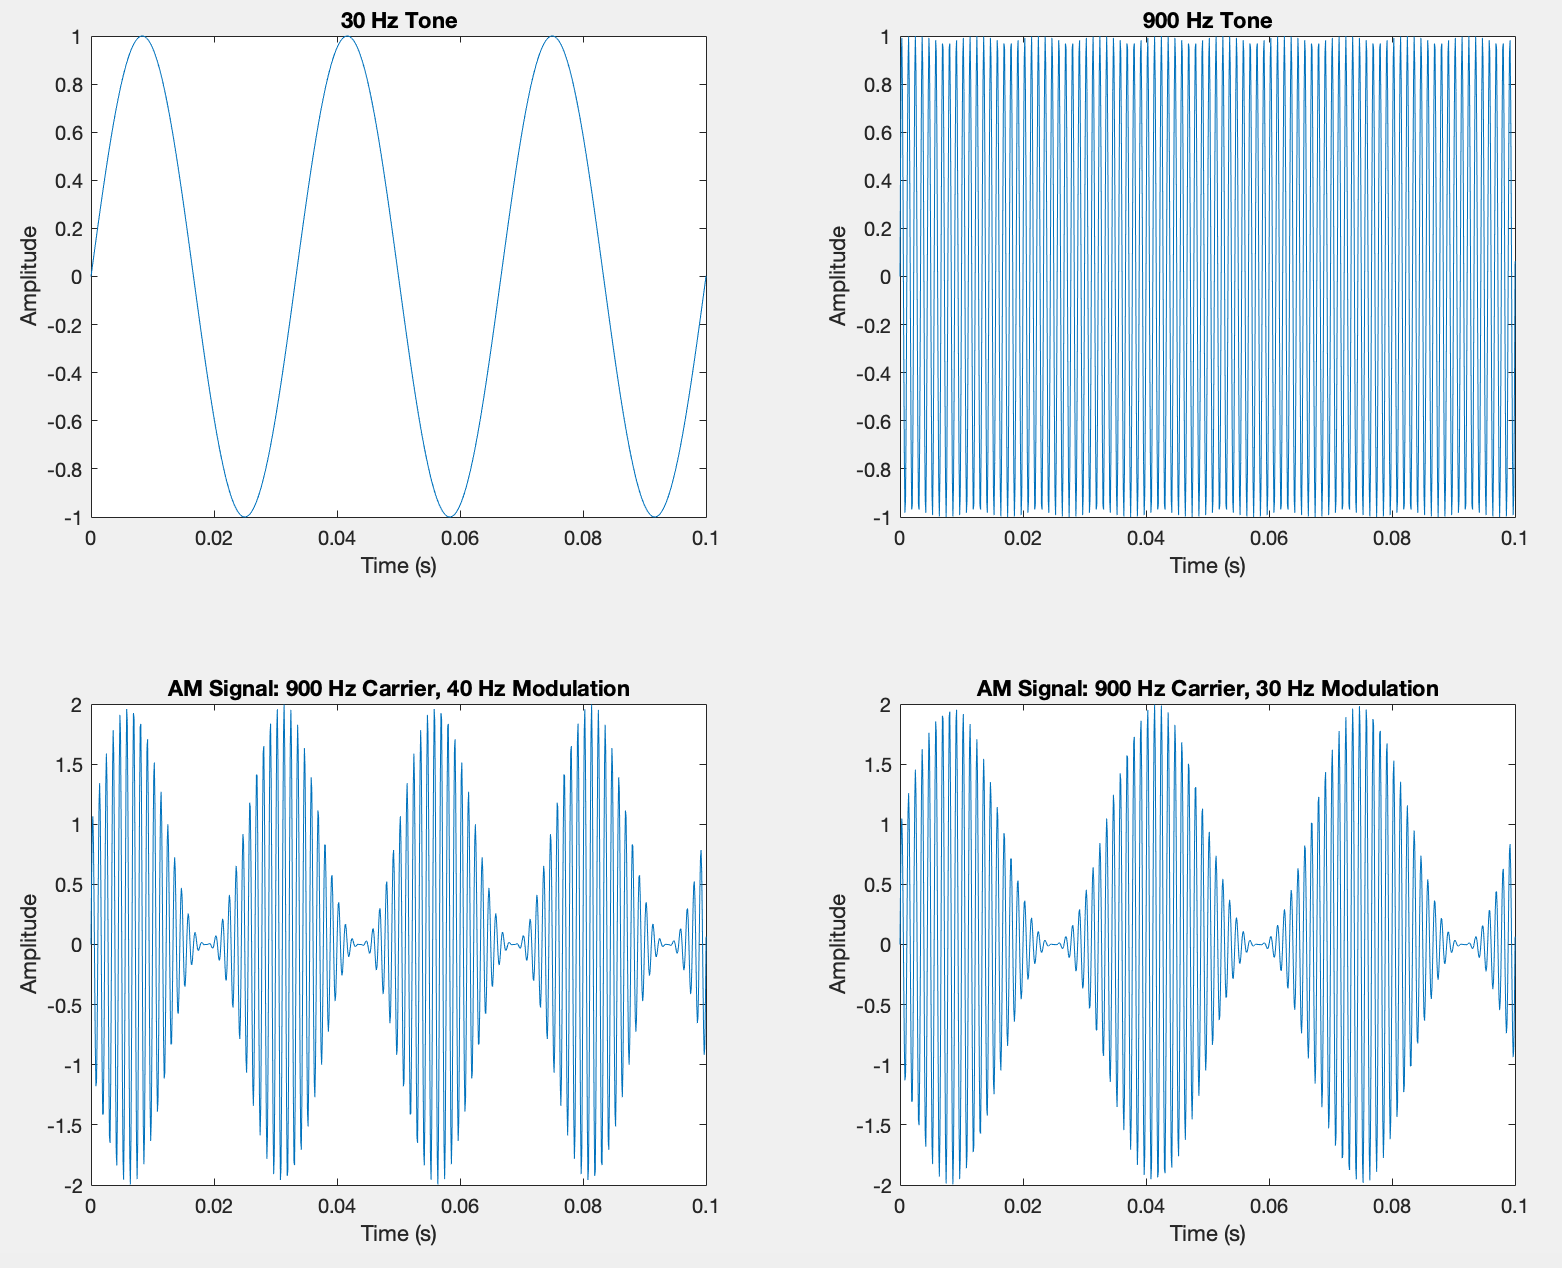 30 Hz Tone
1
0.8
0.6
0.4
0.2
0
-0.2
-0.4
-0.6
-0.8
-1
Amplitude
0 0.02 0.04 0.06 0.08 0.1
Time (s)
900 Hz Tone
1
0.8
0.6
0.4
0.2
0
-0.2
-0.4
-0.6
-0.8
-1
Amplitude
0 0.02 0.04 0.06 0.08 0.1
Time (s)
AM Signal: 900 Hz Carrier, 40 Hz Modulation
2
1.5
1
0.5
0
-0.5
-1
-1.5
-2
Amplitude
0 0.02 0.04 0.06 0.08 0.1
Time (s)
AM Signal: 900 Hz Carrier, 30 Hz Modulation
2
1.5
1
0.5
0
-0.5
-1
-1.5
-2
Amplitude
0 0.02 0.04 0.06 0.08 0.1
Time (s)